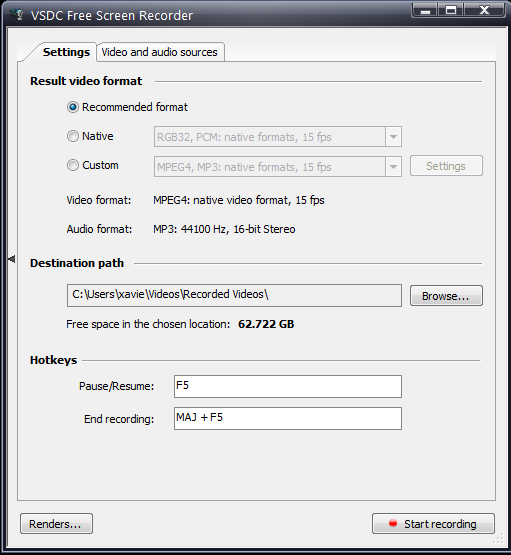 VSDC Free Screen Recorder
Settings Video and audio sources
Result video format
Recommended format
Native RGB32, PCM: native formats, 15 fps
Custom MPEG4, MP3: native formats, 15 fps Settings
Video format: MPEG4: native video format, 15 fps
Audio format: MP3: 44100 Hz, 16-bit Stereo
Destination path
C:\Users\xavie\Videos\Recorded Videos\ Browse...
Free space in the chosen location: 62.722 GB
Hotkeys
Pause/Resume: F5
End recording: MAJ + F5
Renders... Start recording